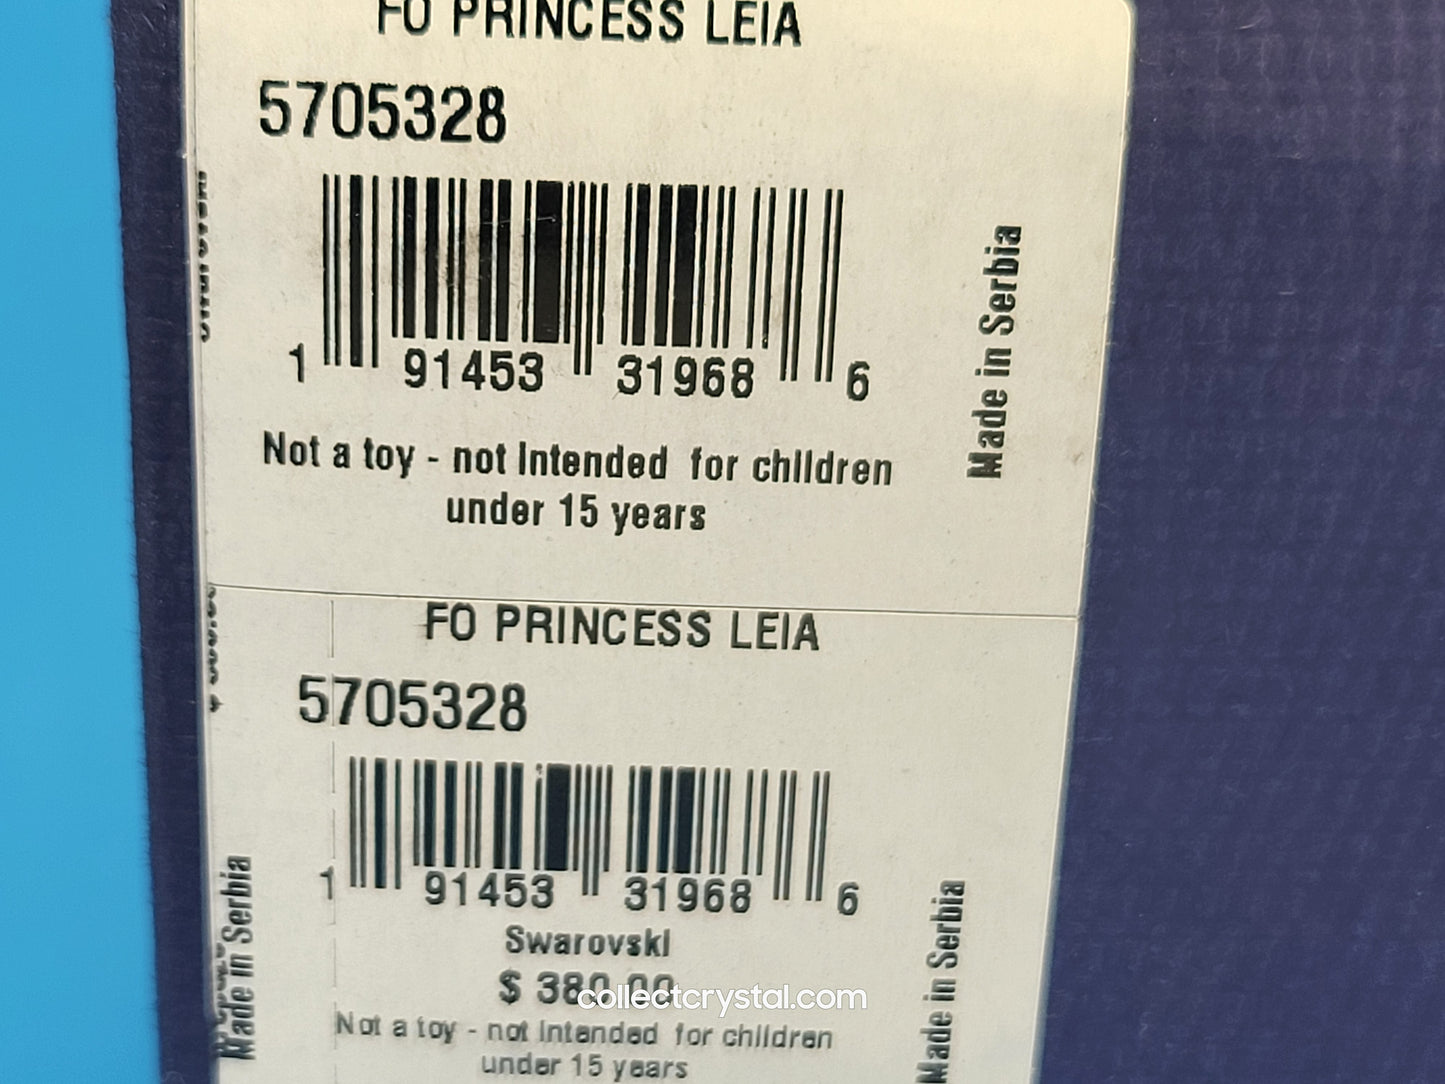 FO PRINCESS LEIA
5705328
1 91453 31968 6
Made in Serbia
Not a toy - not Intended for children
under 15 years
FO PRINCESS LEIA
5705328
1 91453 31968 6
Made in Serbia
Made in Serbia
Swarovski
$ 380.00
collectcrystal.com
Not a toy - not Intended for children
under 15 years